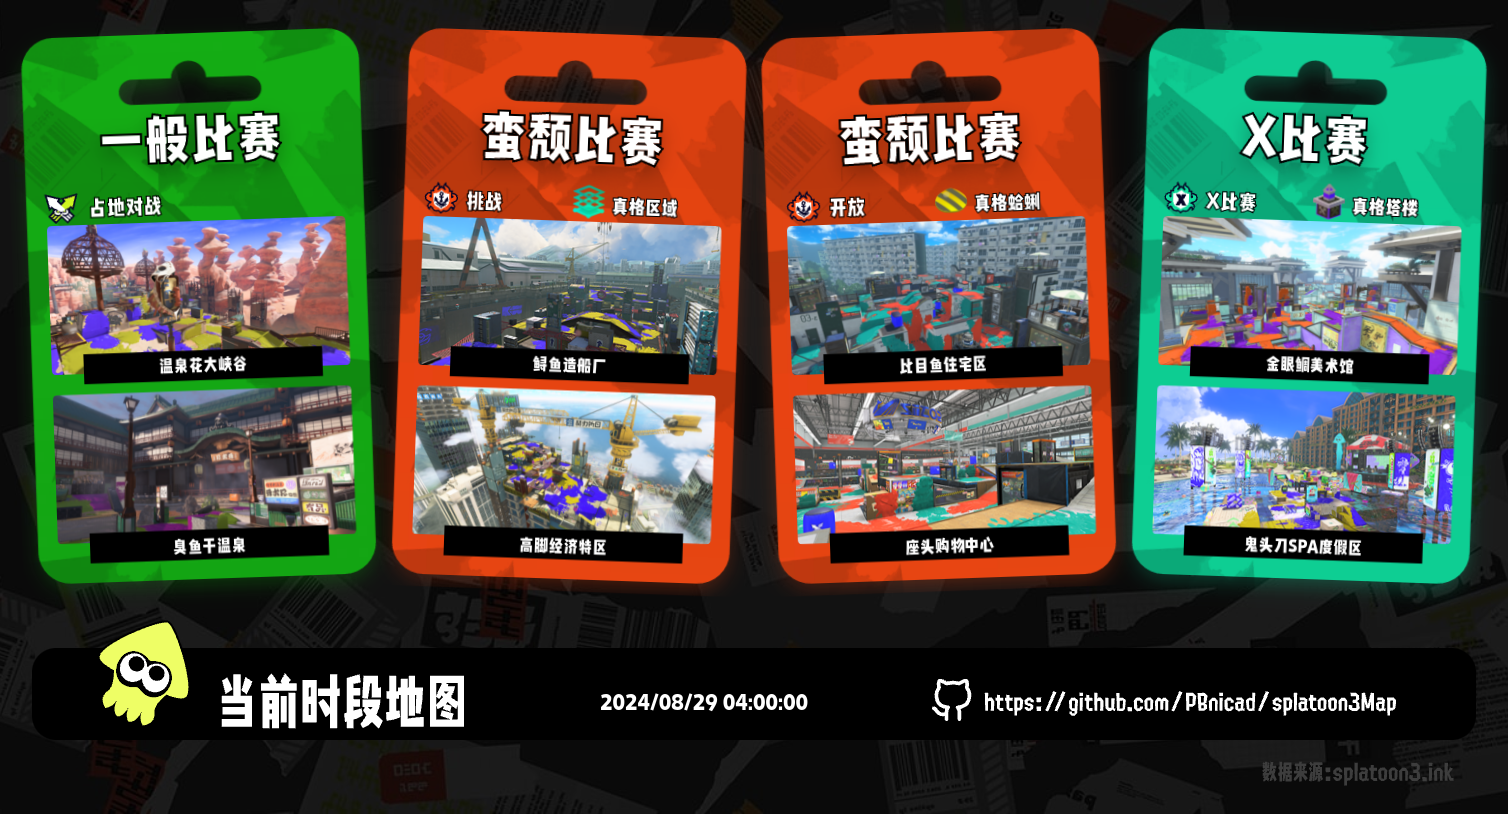 一般比赛
占地对战
温泉花大峡谷
臭鱼干温泉
蛮颓比赛
挑战
真格区域
鲟鱼造船厂
高脚经济特区
蛮颓比赛
开放
真格蛤蜊
比目鱼住宅区
座头购物中心
X比赛
X比赛
真格塔楼
金眼鲷美术馆
鬼头刀SPA度假区
当前时段地图
2024/08/29 04:00:00
https://github.com/PBnicad/splatoon3Map
数据来源:splatoon3.ink